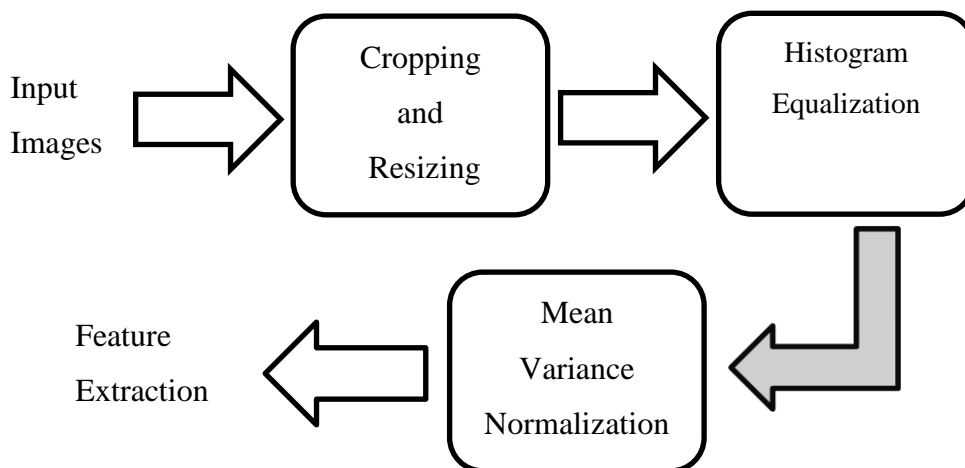 Input
Images
Cropping
and
Resizing
Histogram
Equalization
Mean
Variance
Normalization
Feature
Extraction